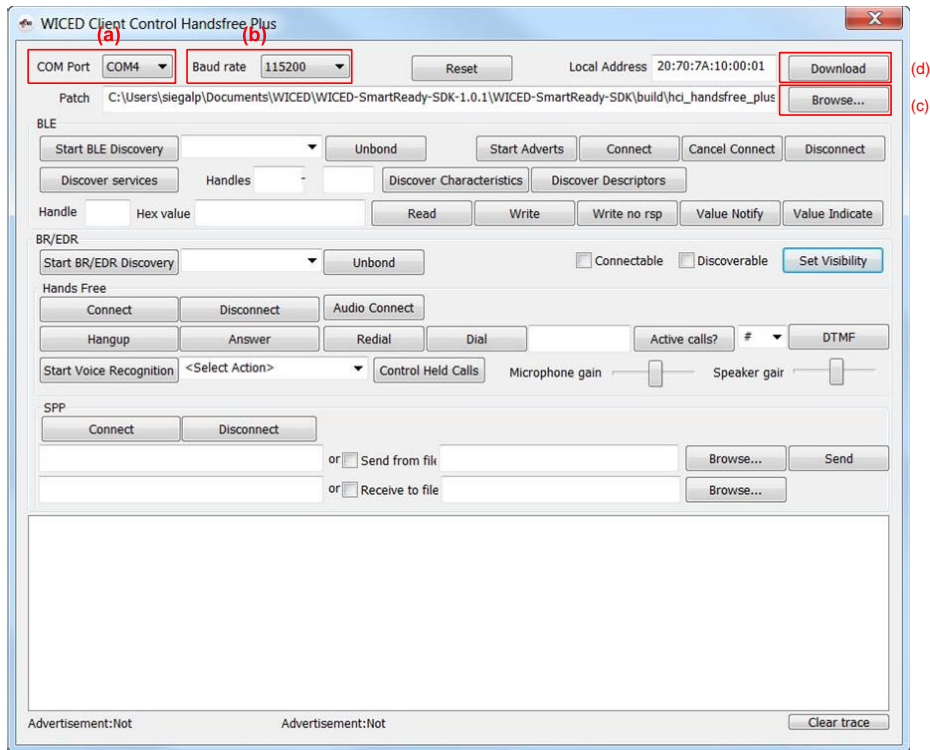 WICED Client Control Handsfree Plus
(a) (b)
COM Port COM4 Baud rate 115200 Reset Local Address 20:70:7A:10:00:01 Download (d)
Patch C:\Users\siegalp\Documents\WICED\WICED-SmartReady-SDK-1.0.1\WICED-SmartReady-SDK\build\hci_handsfree_plus Browse... (c)
BLE
Start BLE Discovery Unbond Start Adverts Connect Cancel Connect Disconnect
Discover services Handles - Discover Characteristics Discover Descriptors
Handle Hex value Read Write Write no rsp Value Notify Value Indicate
BR/EDR
Start BR/EDR Discovery Unbond Connectable Discoverable Set Visibility
Hands Free
Connect Disconnect Audio Connect
Hangup Answer Redial Dial Active calls? # DTMF
Start Voice Recognition <Select Action> Control Held Calls Microphone gain Speaker gair
SPP
Connect Disconnect
or Send from file Browse... Send
or Receive to file Browse...
Advertisement:Not Advertisement:Not Clear trace